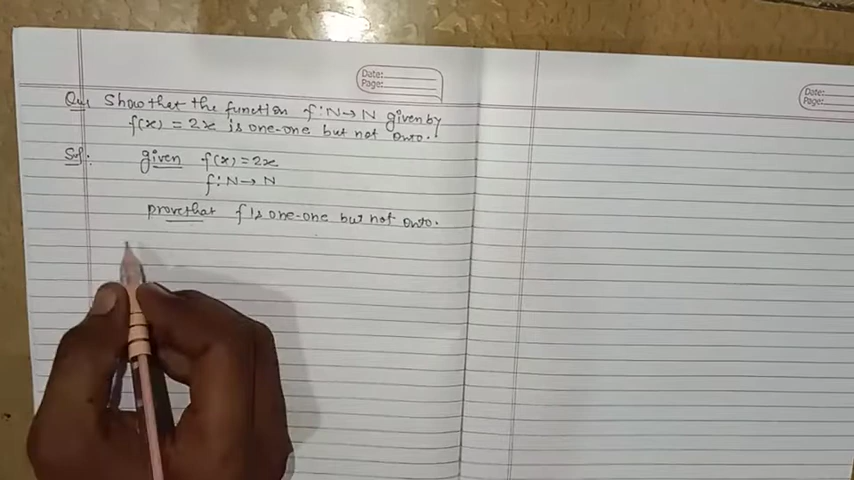 Date:
Page:
Date:
Page:
Que Show that the function f:N→N given by
f(x) = 2x is one-one but not onto.
Sol: given f(x) = 2x
f:N→N
prove that f is one-one but not onto.